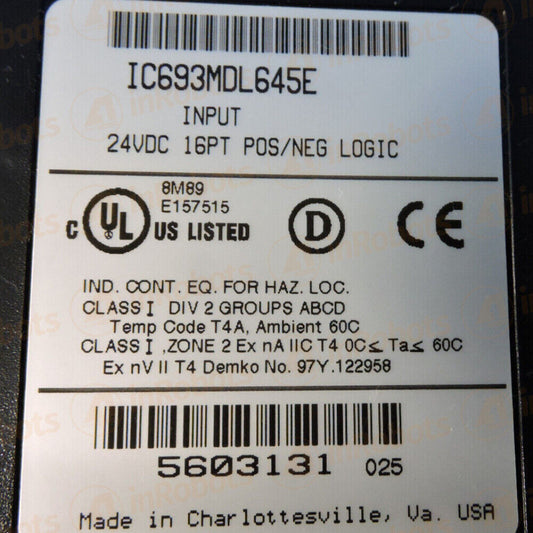 IC693MDL645E
INPUT
24VDC 16PT POS/NEG LOGIC
8M89
E157515
C UL US LISTED
D
CE
IND. CONT. EQ. FOR HAZ. LOC.
CLASS I DIV 2 GROUPS ABCD
Temp Code T4A, Ambient 60C
CLASS I ,ZONE 2 Ex nA IIC T4 0C≤ Ta≤ 60C
Ex nV II T4 Demko No. 97Y.122958
5603131 025
Made in Charlottesville, Va. USA
inRobots